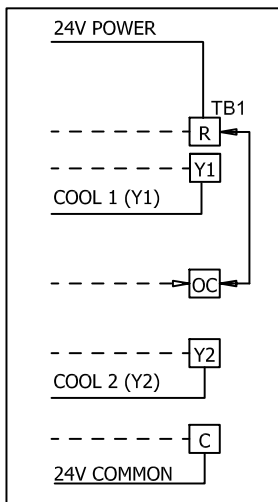 24V POWER
TB1
R
Y1
COOL 1 (Y1)
OC
Y2
COOL 2 (Y2)
C
24V COMMON